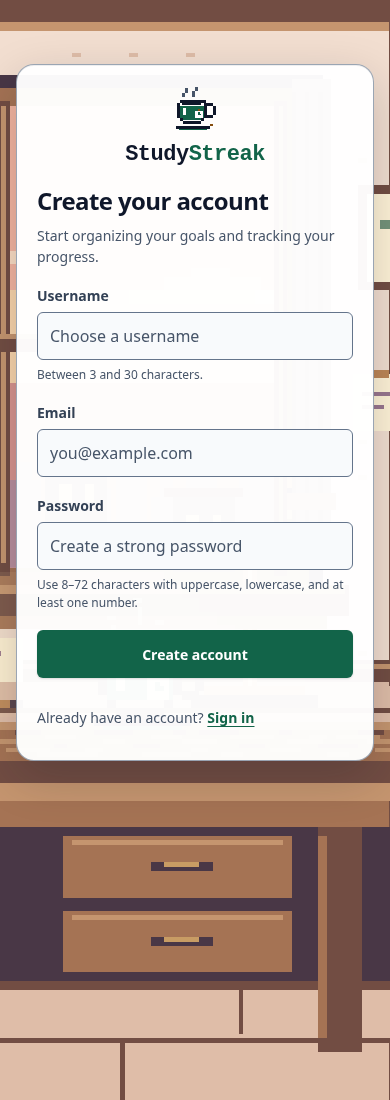 StudyStreak
Create your account
Start organizing your goals and tracking your
progress.
Username
Choose a username
Between 3 and 30 characters.
Email
you@example.com
Password
Create a strong password
Use 8–72 characters with uppercase, lowercase, and at
least one number.
Create account
Already have an account? Sign in